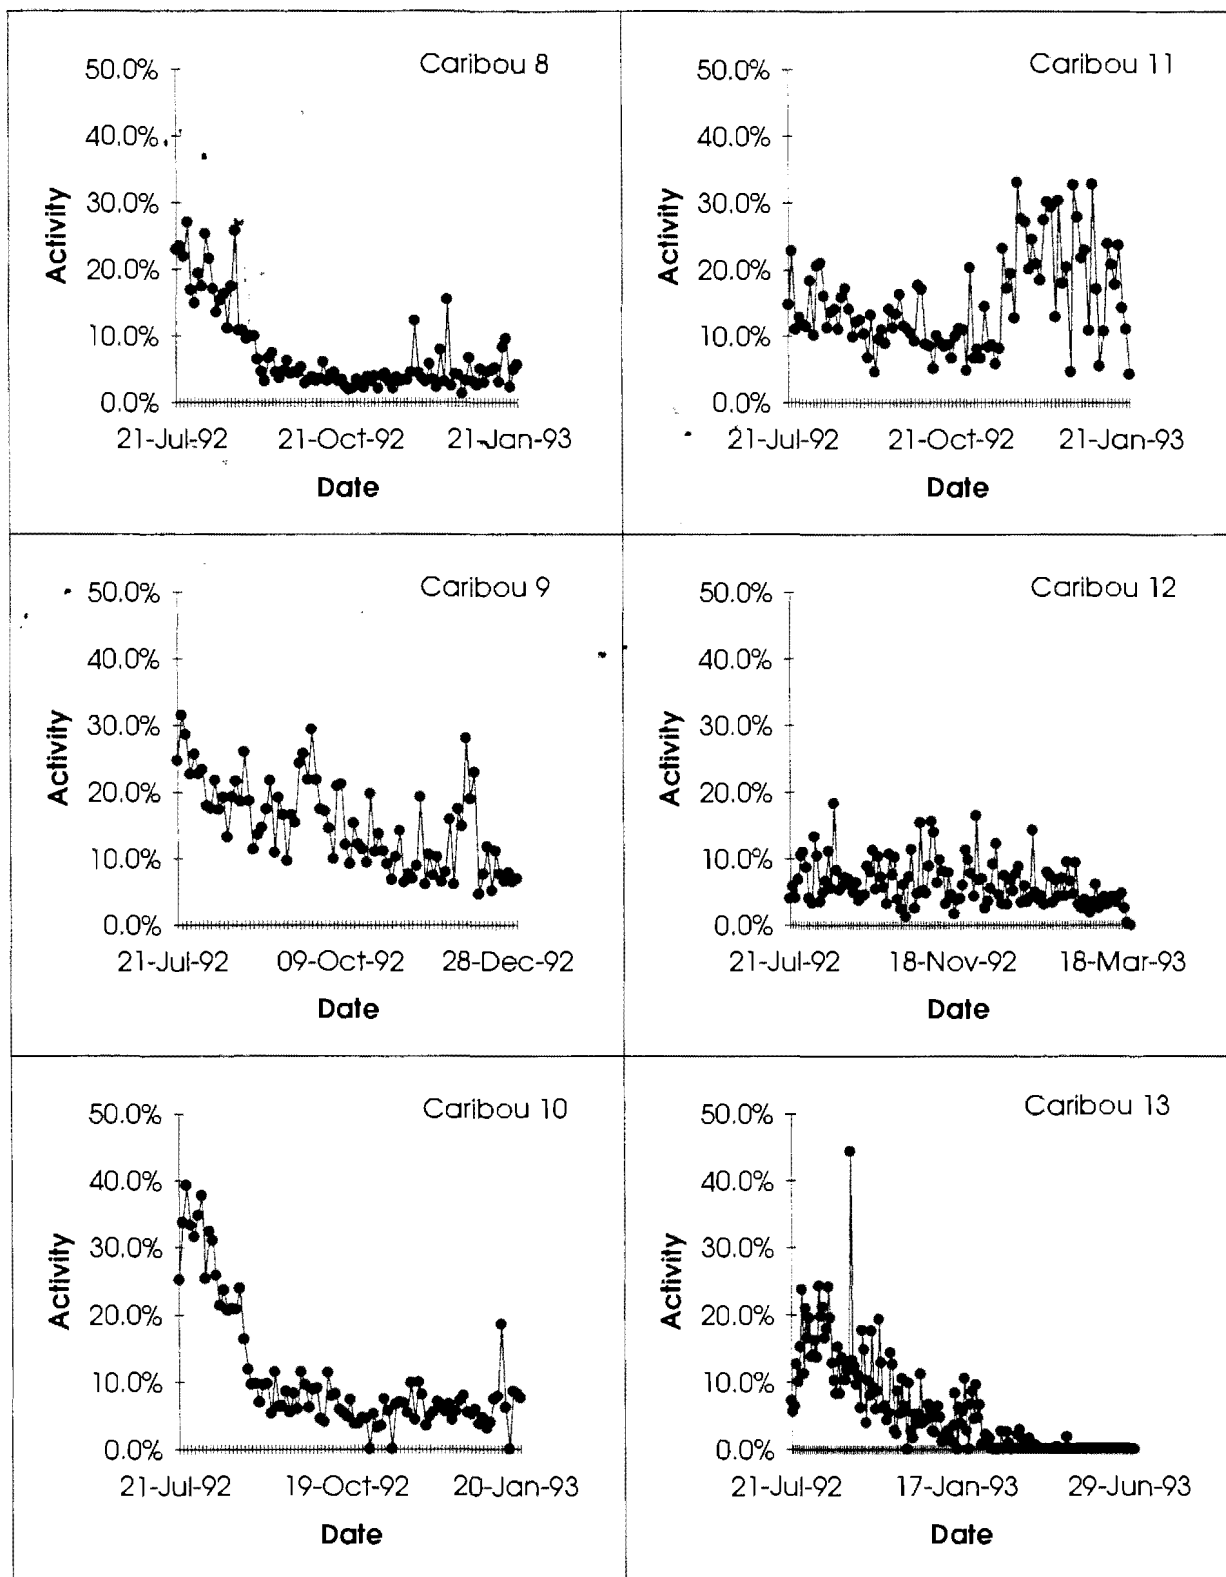 Caribou 8
50.0%
40.0%
30.0%
20.0%
10.0%
0.0%
Activity
21-Jul-92 21-Oct-92 21-Jan-93
Date
Caribou 11
50.0%
40.0%
30.0%
20.0%
10.0%
0.0%
Activity
21-Jul-92 21-Oct-92 21-Jan-93
Date
Caribou 9
50.0%
40.0%
30.0%
20.0%
10.0%
0.0%
Activity
21-Jul-92 09-Oct-92 28-Dec-92
Date
Caribou 12
50.0%
40.0%
30.0%
20.0%
10.0%
0.0%
Activity
21-Jul-92 18-Nov-92 18-Mar-93
Date
Caribou 10
50.0%
40.0%
30.0%
20.0%
10.0%
0.0%
Activity
21-Jul-92 19-Oct-92 20-Jan-93
Date
Caribou 13
50.0%
40.0%
30.0%
20.0%
10.0%
0.0%
Activity
21-Jul-92 17-Jan-93 29-Jun-93
Date